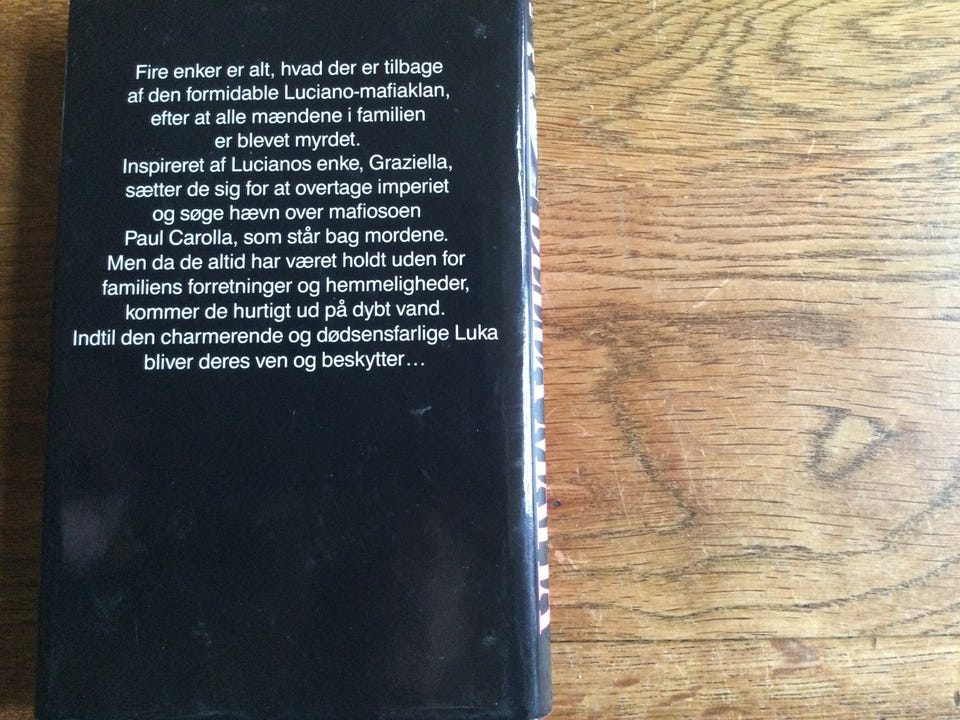 Fire enker er alt, hvad der er tilbage
af den formidable Luciano-mafiaklan,
efter at alle mændene i familien
er blevet myrdet.
Inspireret af Lucianos enke, Graziella,
sætter de sig for at overtage imperiet
og søge hævn over mafiosoen
Paul Carolla, som står bag mordene.
Men da de altid har været holdt uden for
familiens forretninger og hemmeligheder,
kommer de hurtigt ud på dybt vand.
Indtil den charmerende og dødsensfarlige Luka
bliver deres ven og beskytter...